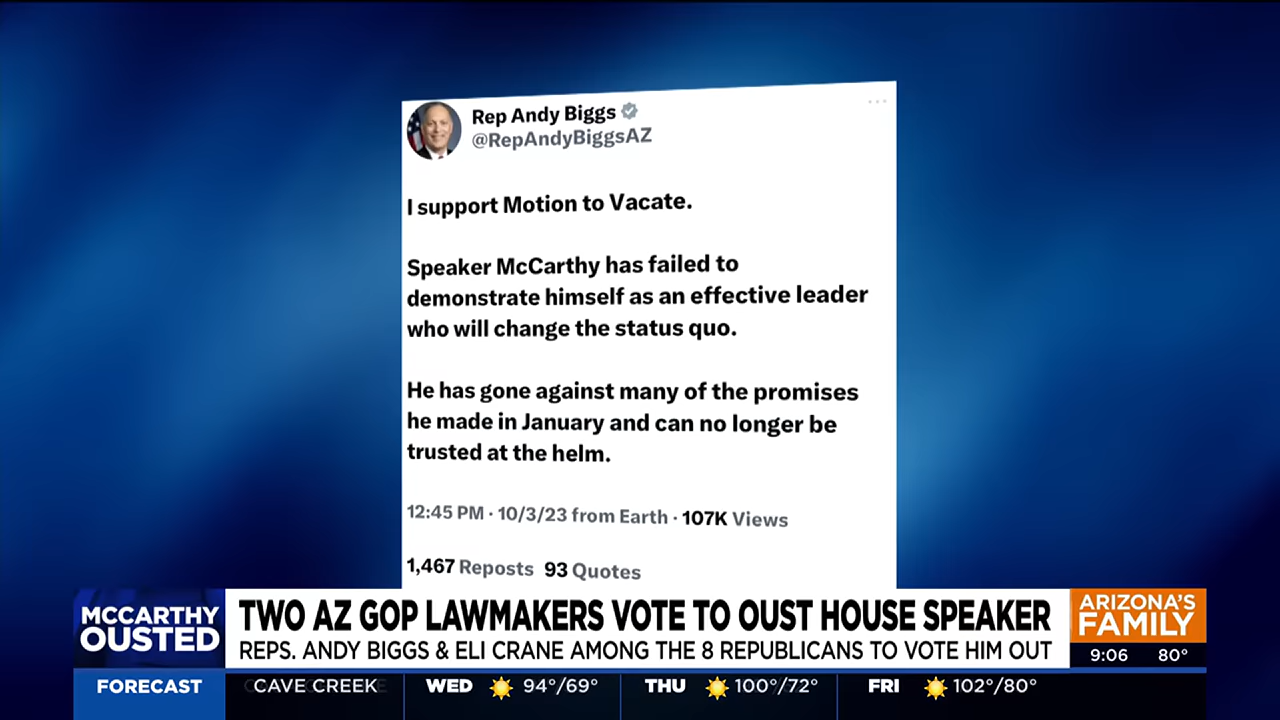 Rep Andy Biggs
@RepAndyBiggsAZ
I support Motion to Vacate.
Speaker McCarthy has failed to
demonstrate himself as an effective leader
who will change the status quo.
He has gone against many of the promises
he made in January and can no longer be
trusted at the helm.
12:45 PM · 10/3/23 from Earth · 107K Views
1,467 Reposts 93 Quotes
MCCARTHY
OUSTED
TWO AZ GOP LAWMAKERS VOTE TO OUST HOUSE SPEAKER
REPS. ANDY BIGGS & ELI CRANE AMONG THE 8 REPUBLICANS TO VOTE HIM OUT
ARIZONA'S
FAMILY
9:06 80°
FORECAST CAVE CREEK WED 94°/69° THU 100°/72° FRI 102°/80°